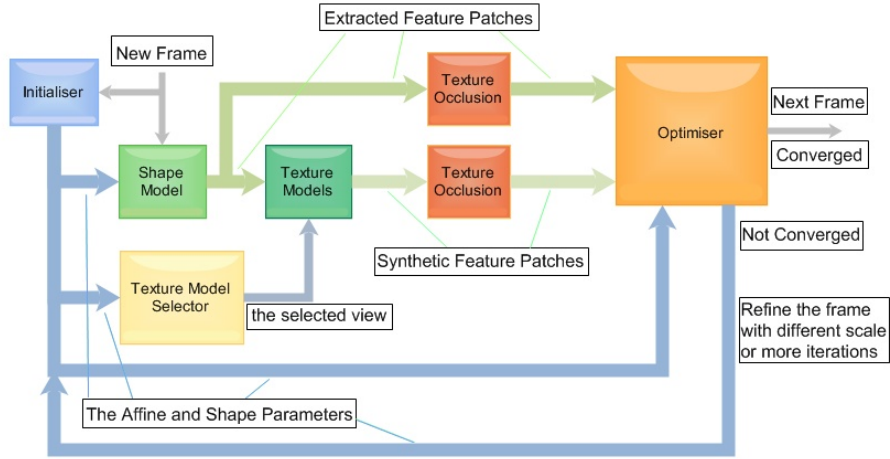 Extracted Feature Patches
New Frame
Initialiser
Texture
Occlusion
Optimiser
Next Frame
Converged
Shape
Model
Texture
Models
Texture
Occlusion
Not Converged
Synthetic Feature Patches
Texture Model
Selector
the selected view
Refine the frame
with different scale
or more iterations
The Affine and Shape Parameters